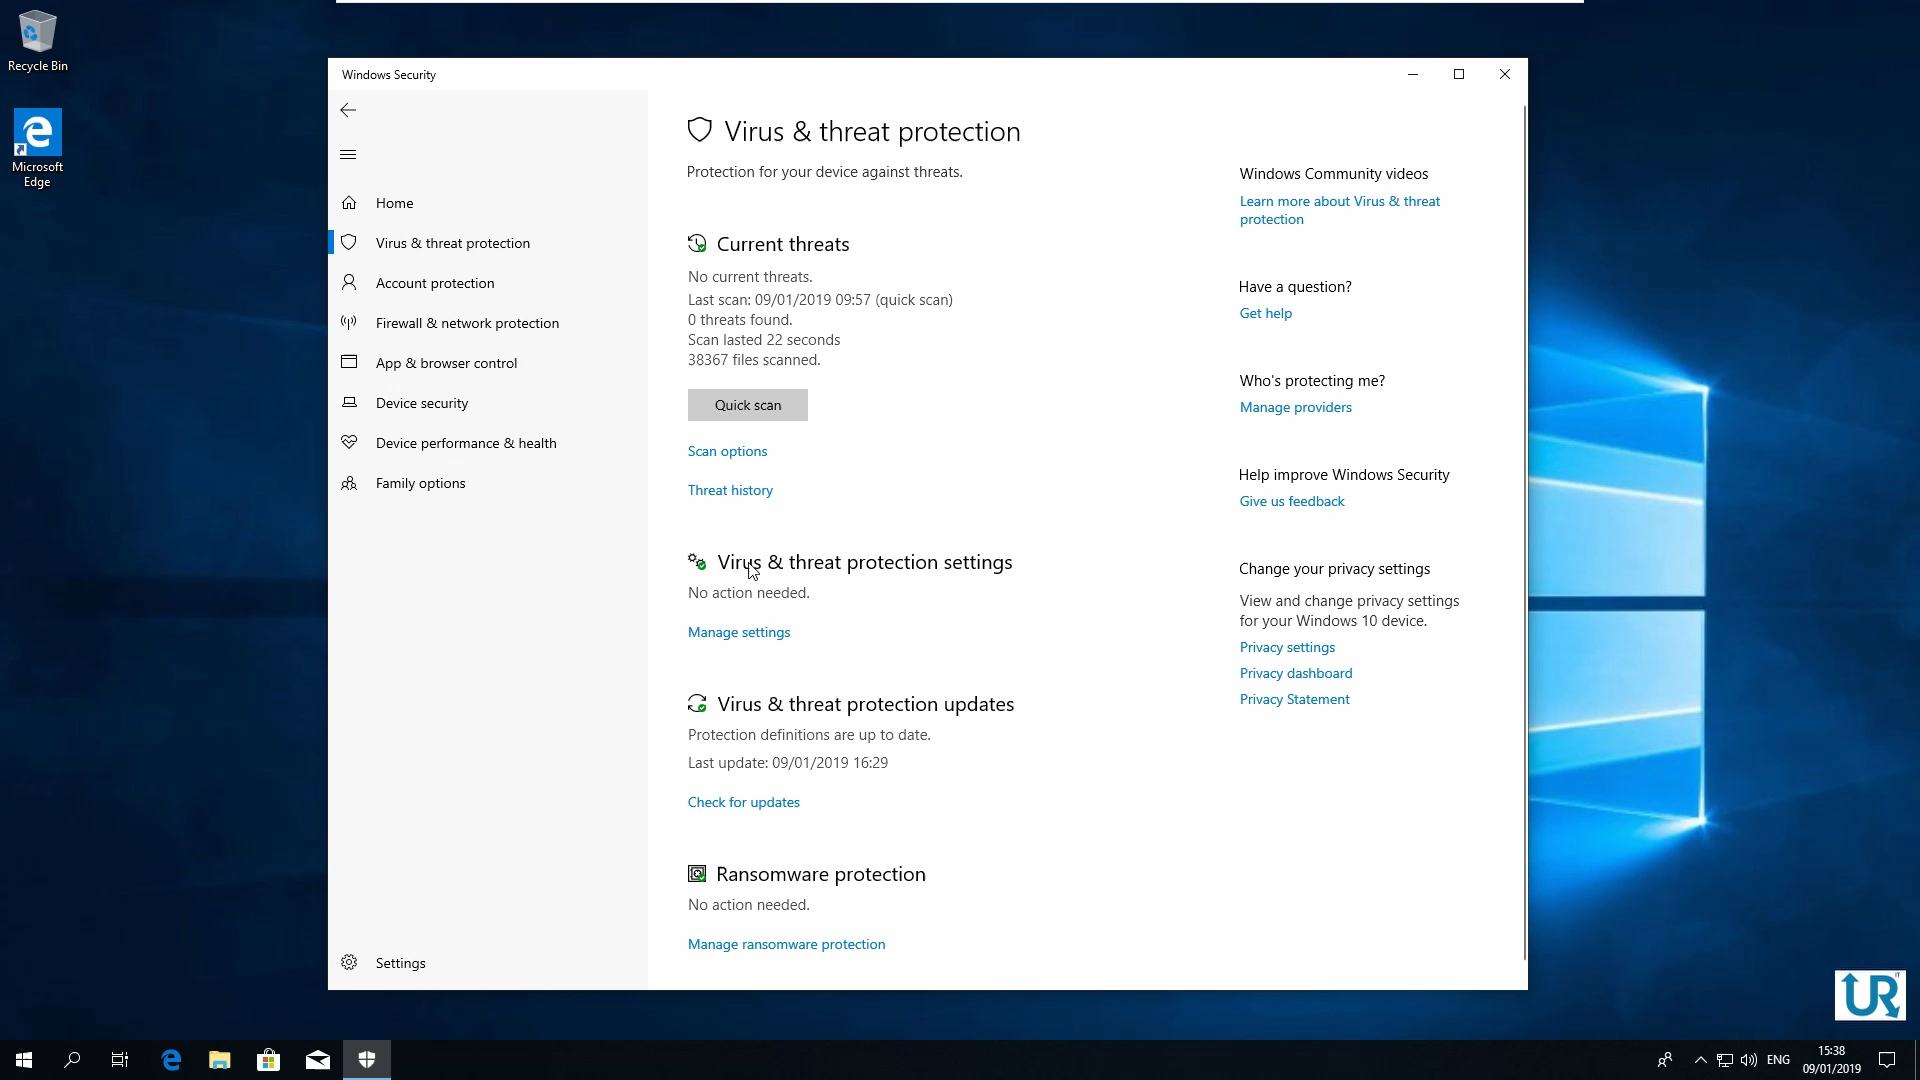 Recycle Bin
Microsoft
Edge
Windows Security
Home
Virus & threat protection
Account protection
Firewall & network protection
App & browser control
Device security
Device performance & health
Family options
Settings
Virus & threat protection
Protection for your device against threats.
Current threats
No current threats.
Last scan: 09/01/2019 09:57 (quick scan)
0 threats found.
Scan lasted 22 seconds
38367 files scanned.
Quick scan
Scan options
Threat history
Virus & threat protection settings
No action needed.
Manage settings
Virus & threat protection updates
Protection definitions are up to date.
Last update: 09/01/2019 16:29
Check for updates
Ransomware protection
No action needed.
Manage ransomware protection
Windows Community videos
Learn more about Virus & threat
protection
Have a question?
Get help
Who's protecting me?
Manage providers
Help improve Windows Security
Give us feedback
Change your privacy settings
View and change privacy settings
for your Windows 10 device.
Privacy settings
Privacy dashboard
Privacy Statement
UR IT
ENG
15:38
09/01/2019